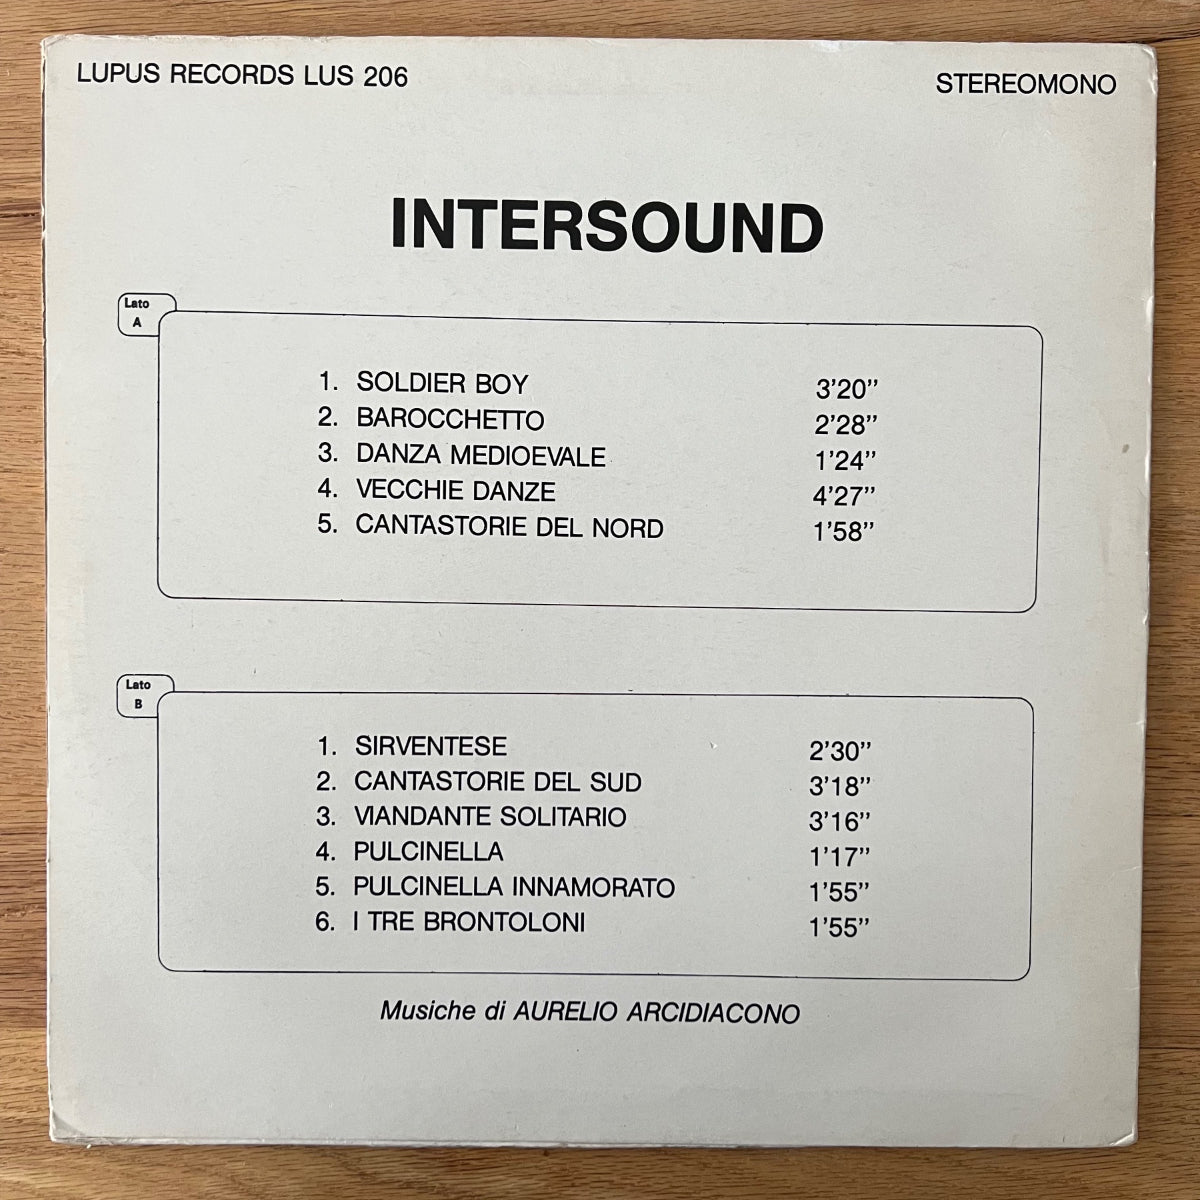 LUPUS RECORDS LUS 206
STEREOMONO
INTERSOUND
Lato
A
1. SOLDIER BOY 3'20''
2. BAROCCHETTO 2'28''
3. DANZA MEDIOEVALE 1'24''
4. VECCHIE DANZE 4'27''
5. CANTASTORIE DEL NORD 1'58''
Lato
B
1. SIRVENTESE 2'30''
2. CANTASTORIE DEL SUD 3'18''
3. VIANDANTE SOLITARIO 3'16''
4. PULCINELLA 1'17''
5. PULCINELLA INNAMORATO 1'55''
6. I TRE BRONTOLONI 1'55''
Musiche di AURELIO ARCIDIACONO